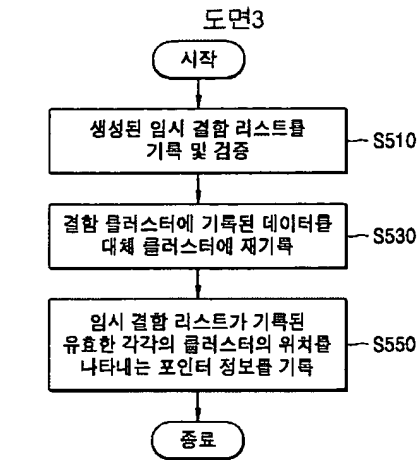 도면3
시작
생성된 임시 결함 리스트를
기록 및 검증
S510
결함 클러스터에 기록된 데이터를
대체 클러스터에 재기록
S530
임시 결함 리스트가 기록된
유효한 각각의 클러스터의 위치를
나타내는 포인터 정보를 기록
S550
종료